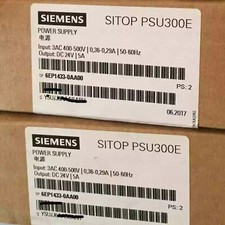 SIEMENS SITOP PSU300E
POWER SUPPLY
电源
Input: 3AC 400-500V | 0,36-0,29A | 50-60Hz
Output: DC 24V | 5A
6EP1433-0AA00
PS: 2
06.2017
SIEMENS SITOP PSU300E
POWER SUPPLY
电源
Input: 3AC 400-500V | 0,36-0,29A | 50-60Hz
Output: DC 24V | 5A
6EP1433-0AA00
PS: 2